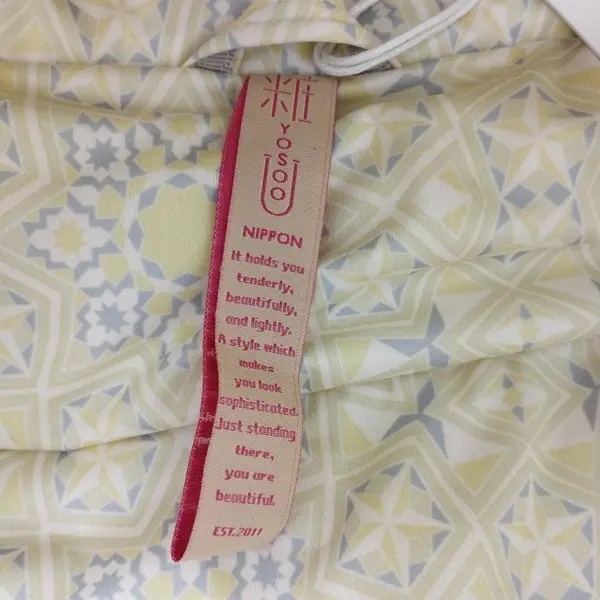 粧
YOSOO
NIPPON
It holds you
tenderly,
beautifully,
and lightly.
A style which
makes
you look
sophisticated.
Just standing
there,
you are
beautiful.
EST.2011